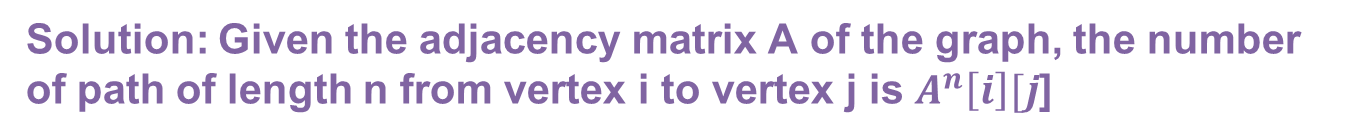 Solution: Given the adjacency matrix A of the graph, the number
of path of length n from vertex i to vertex j is Aⁿ[i][j]